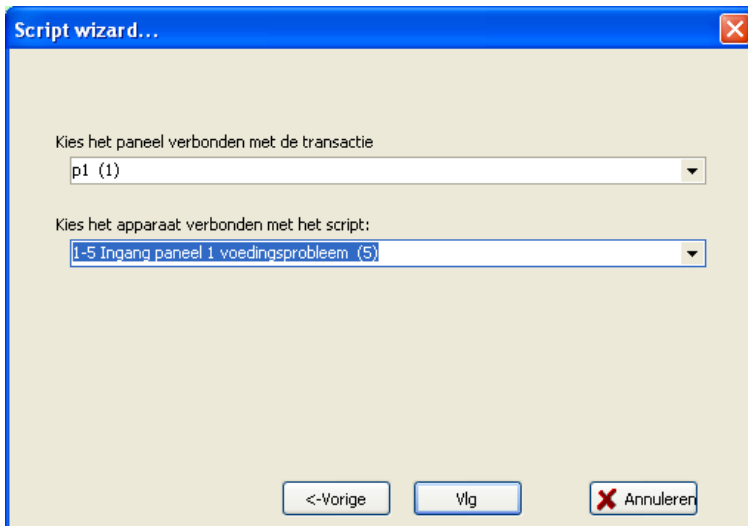 Script wizard...
Kies het paneel verbonden met de transactie
p1 (1)
Kies het apparaat verbonden met het script:
1-5 Ingang paneel 1 voedingsprobleem (5)
<-Vorige
Vlg
Annuleren